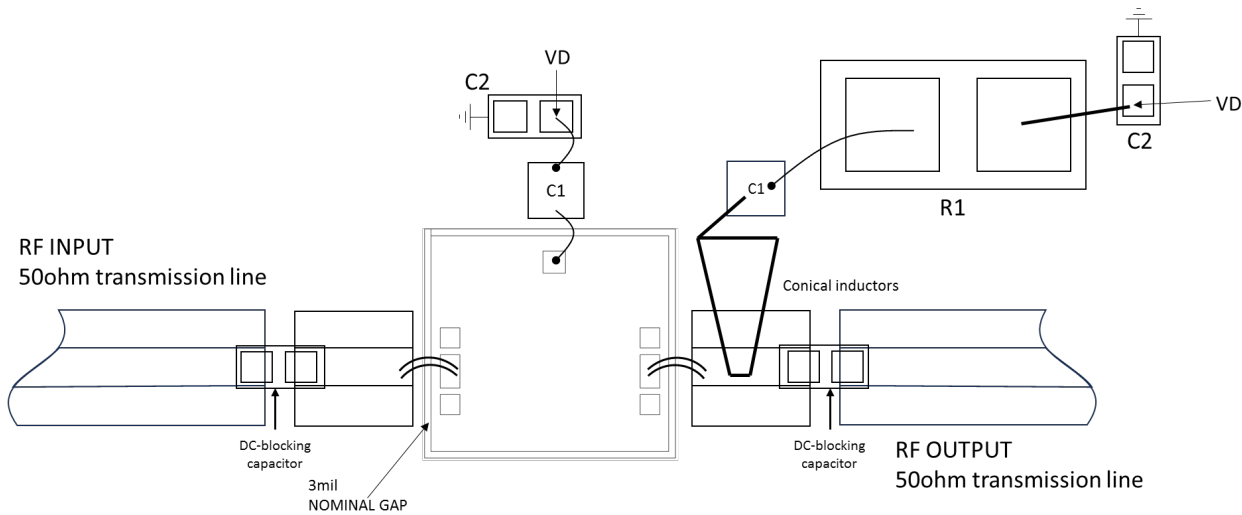 VD
C2
C1
VD
C2
C1
R1
RF INPUT
50ohm transmission line
Conical inductors
DC-blocking
capacitor
DC-blocking
capacitor
RF OUTPUT
50ohm transmission line
3mil
NOMINAL GAP